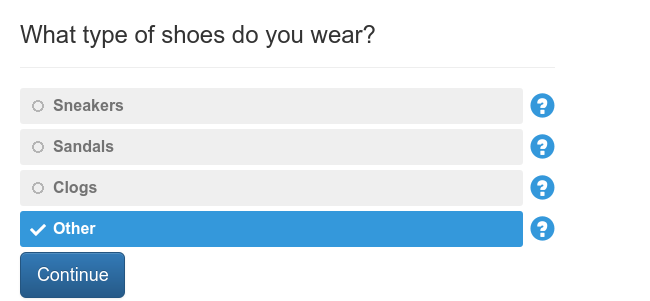 What type of shoes do you wear?
Sneakers
?
Sandals
?
Clogs
?
Other
?
Continue